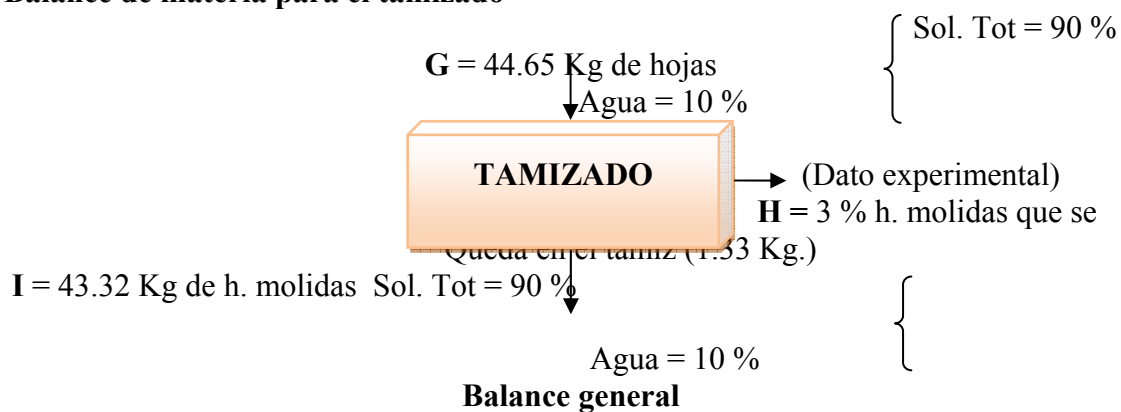 Balance de materia para el tamizado
Sol. Tot = 90 %
G = 44.65 Kg de hojas
Agua = 10 %
TAMIZADO
(Dato experimental)
H = 3 % h. molidas que se
Queda en el tamiz (1.33 Kg.)
I = 43.32 Kg de h. molidas Sol. Tot = 90 %
Agua = 10 %
Balance general